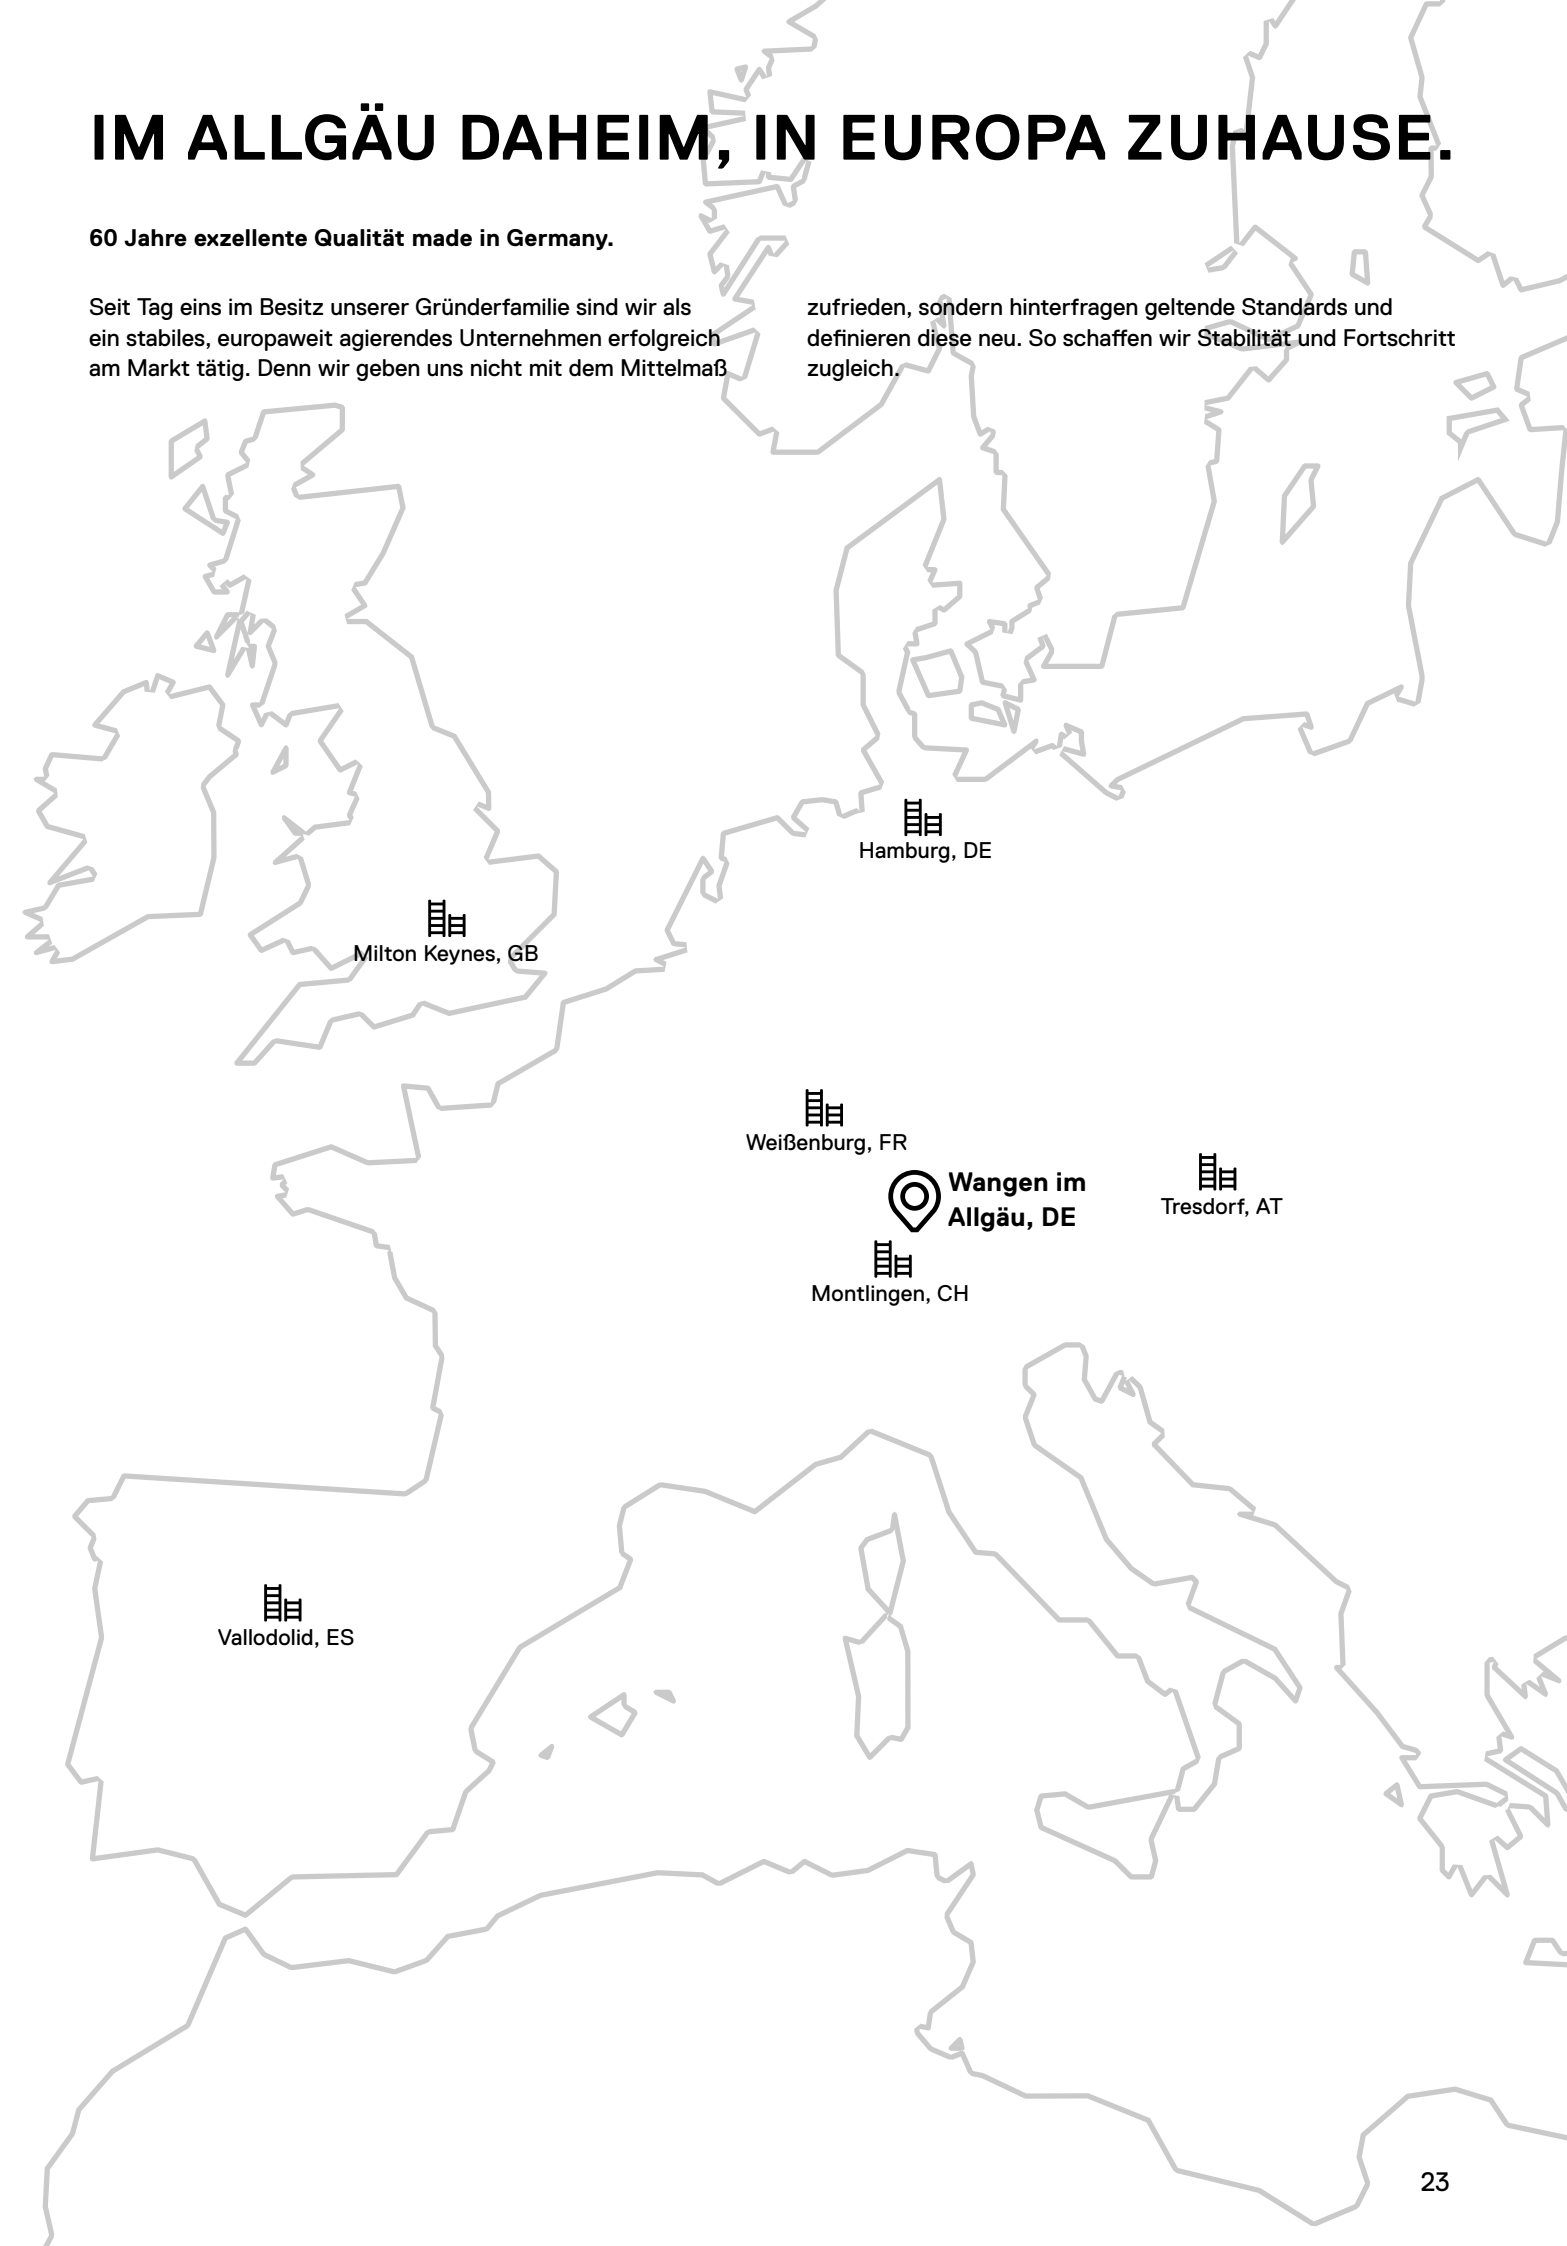 IM ALLGÄU DAHEIM, IN EUROPA ZUHAUSE.
60 Jahre exzellente Qualität made in Germany.
Seit Tag eins im Besitz unserer Gründerfamilie sind wir als
ein stabiles, europaweit agierendes Unternehmen erfolgreich
am Markt tätig. Denn wir geben uns nicht mit dem Mittelmaß
zufrieden, sondern hinterfragen geltende Standards und
definieren diese neu. So schaffen wir Stabilität und Fortschritt
zugleich.
Hamburg, DE
Milton Keynes, GB
Weißenburg, FR
Wangen im
Allgäu, DE
Tresdorf, AT
Montlingen, CH
Vallodolid, ES
23